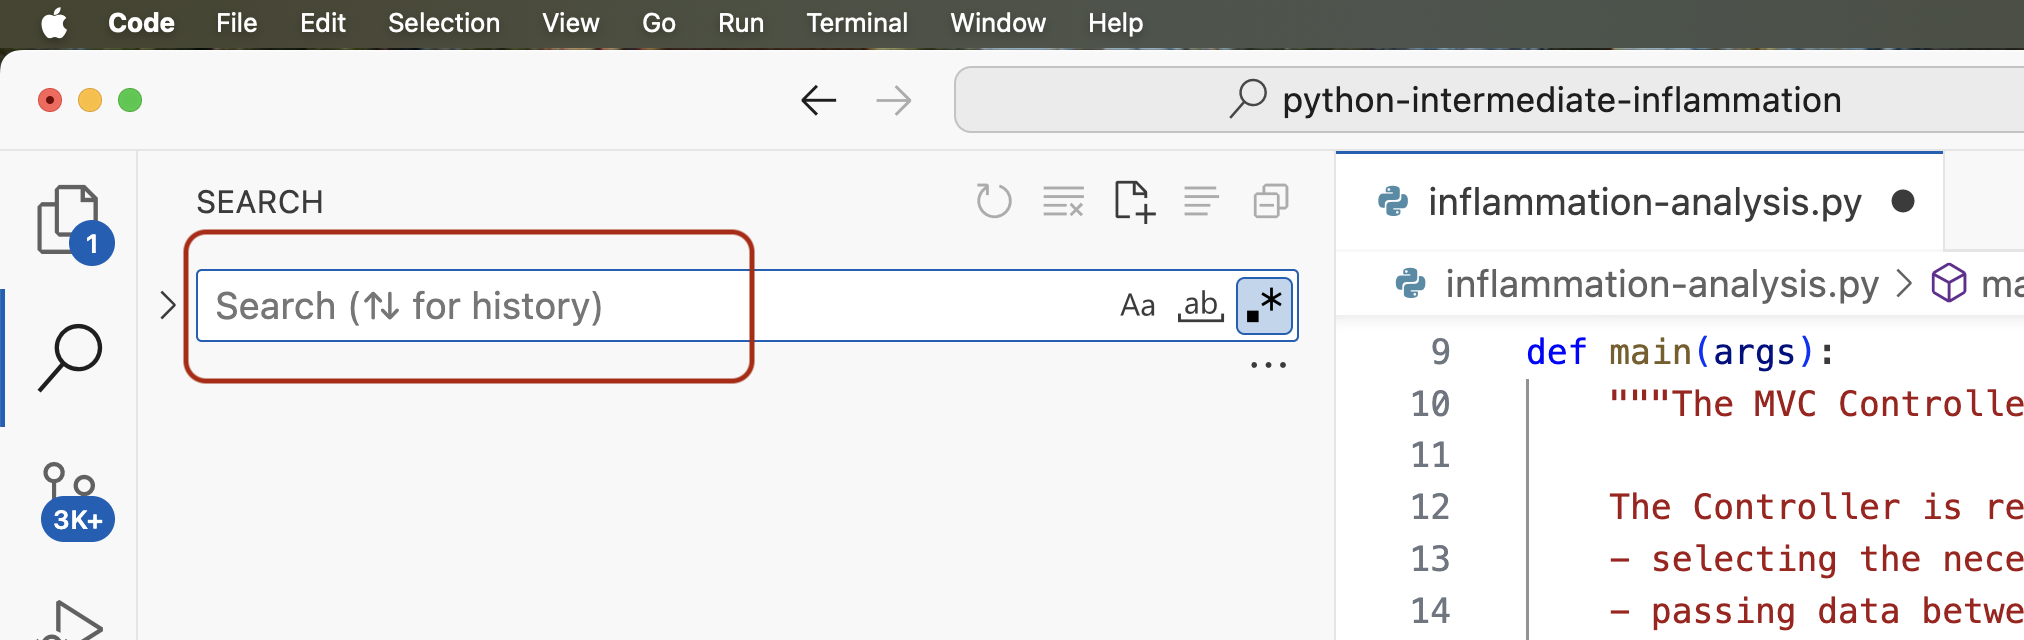 Code File Edit Selection View Go Run Terminal Window Help
python-intermediate-inflammation
1
3K+
SEARCH
Search (⇅ for history)
Aa ab .*
...
inflammation-analysis.py
inflammation-analysis.py > ma
9 def main(args):
10 """The MVC Controlle
11
12 The Controller is re
13 - selecting the nece
14 - passing data betwe